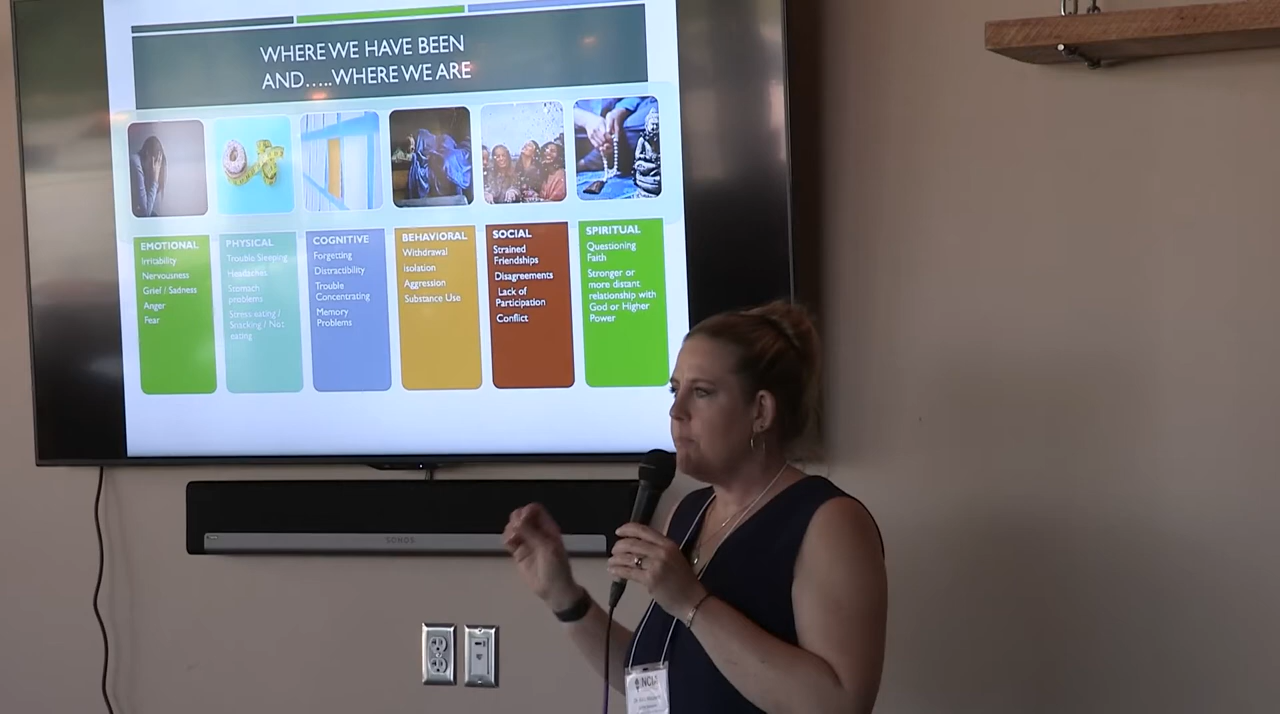 WHERE WE HAVE BEEN
AND.....WHERE WE ARE
EMOTIONAL
Irritability
Nervousness
Grief / Sadness
Anger
Fear
PHYSICAL
Trouble Sleeping
Headaches
Stomach
problems
Stress eating /
Snacking / Not
eating
COGNITIVE
Forgetting
Distractibility
Trouble
Concentrating
Memory
Problems
BEHAVIORAL
Withdrawal
isolation
Aggression
Substance Use
SOCIAL
Strained
Friendships
Disagreements
Lack of
Participation
Conflict
SPIRITUAL
Questioning
Faith
Stronger or
more distant
relationship with
God or Higher
Power
SONOS